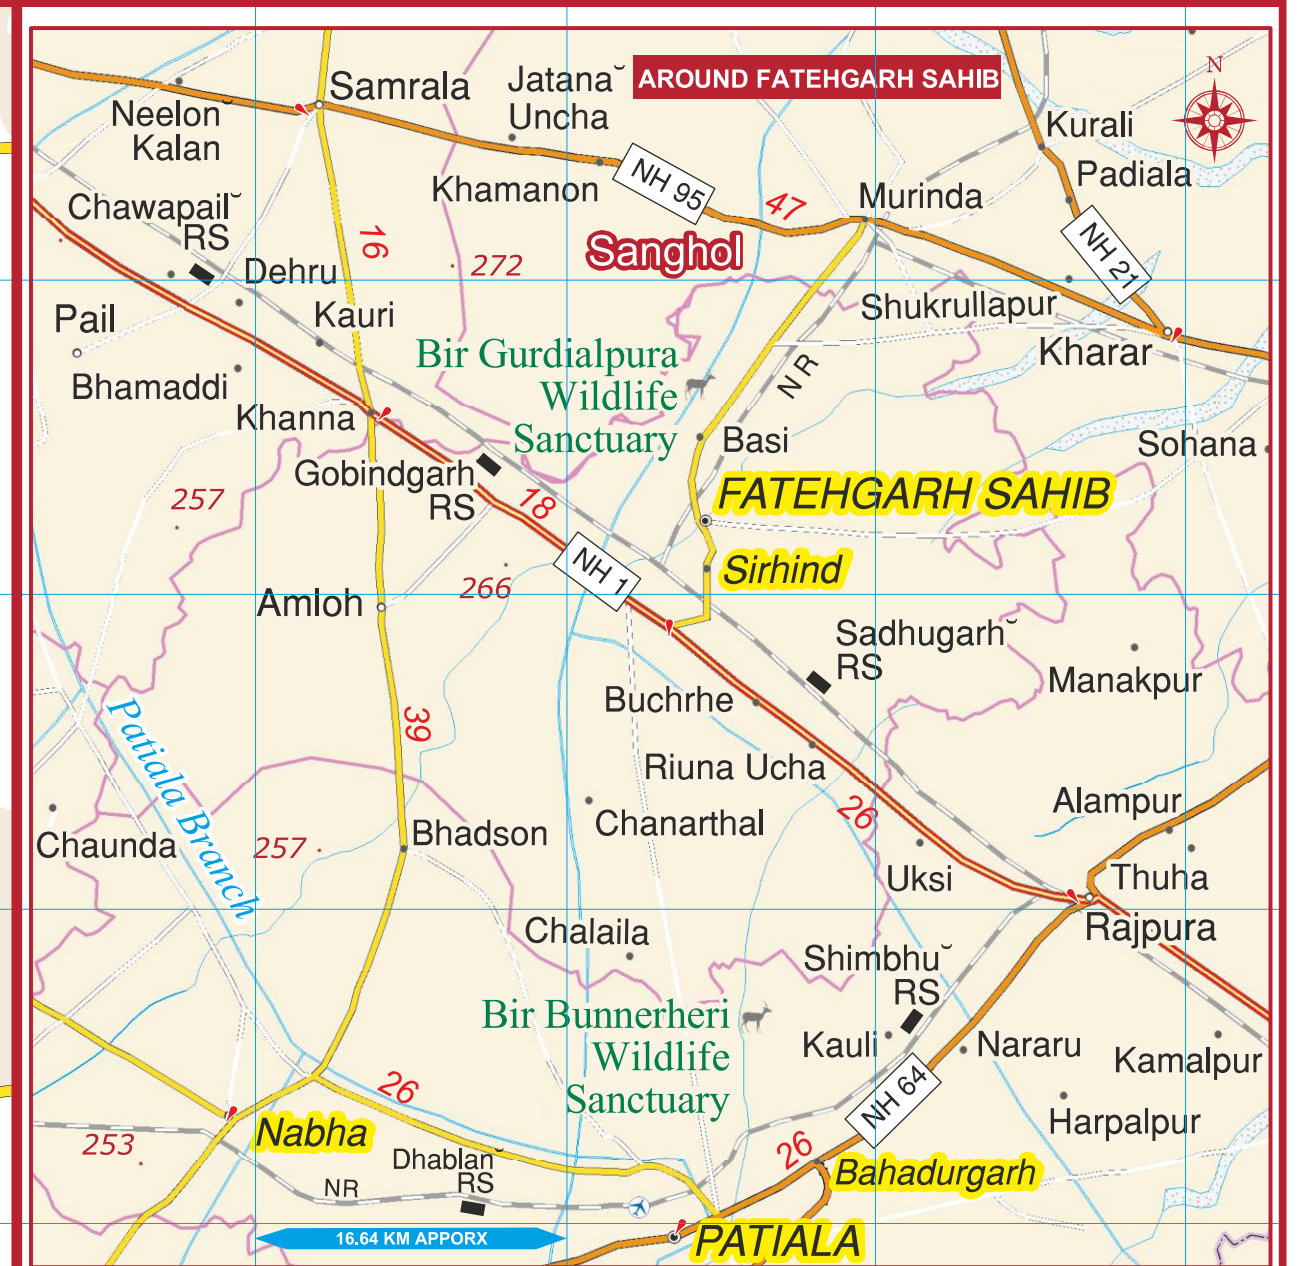 AROUND FATEHGARH SAHIB
N
Samrala
Jatana
Uncha
Neelon
Kalan
Kurali
Padiala
Khamanon
NH 95
47
Murinda
Chawapail
RS
16
272
Sanghol
NH 21
Dehru
Kauri
Shukrullapur
Pail
Kharar
Bhamaddi
Bir Gurdialpura
Wildlife
Sanctuary
N R
Khanna
Basi
Sohana
Gobindgarh
RS
18
257
FATEHGARH SAHIB
NH 1
Sirhind
266
Amloh
Sadhugarh
RS
Manakpur
Buchrhe
39
Patiala Branch
Riuna Ucha
26
Alampur
Chanarthal
Bhadson
Chaunda
257
Uksi
Thuha
Rajpura
Chalaila
Shimbhu
RS
Bir Bunnerheri
Wildlife
Sanctuary
Kauli
Nararu
Kamalpur
NH 64
26
Harpalpur
Nabha
253
26
Dhablan
RS
Bahadurgarh
NR
16.64 KM APPORX
PATIALA